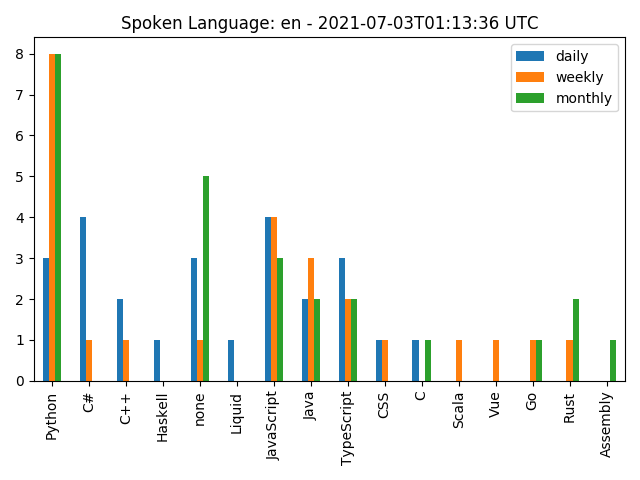 Spoken Language: en - 2021-07-03T01:13:36 UTC
daily
weekly
monthly
8
7
6
5
4
3
2
1
0
Python
C#
C++
Haskell
none
Liquid
JavaScript
Java
TypeScript
CSS
C
Scala
Vue
Go
Rust
Assembly